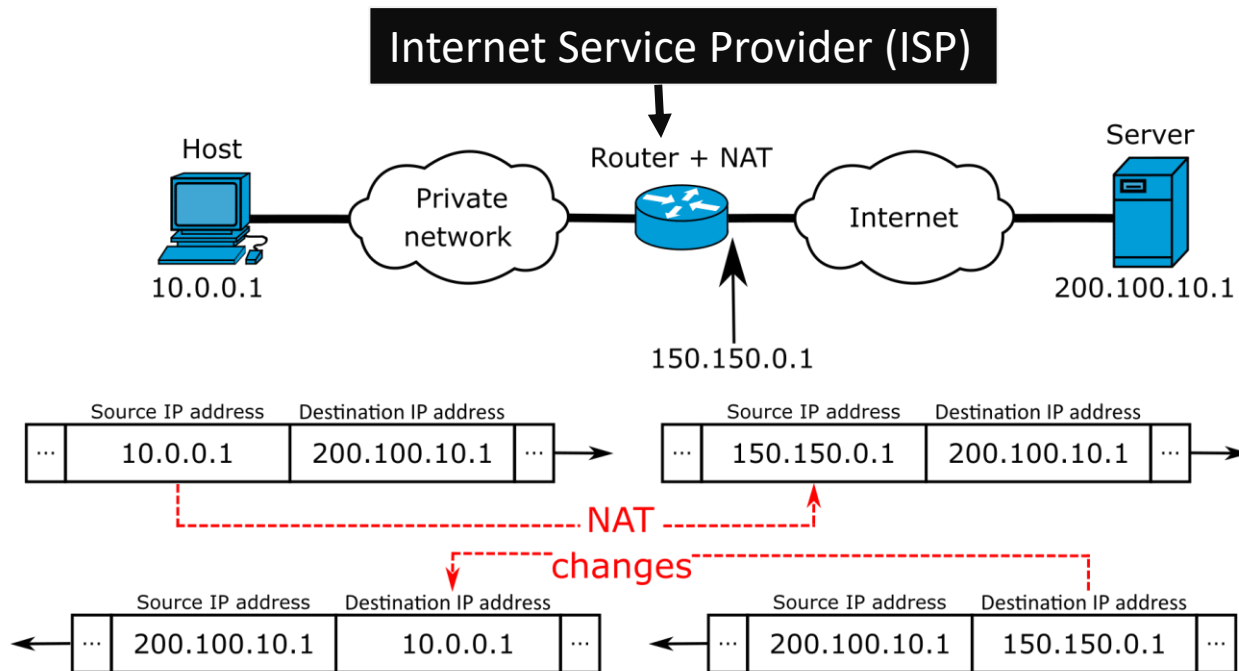 Internet Service Provider (ISP)
Host
Router + NAT
Server
Private
network
Internet
10.0.0.1
200.100.10.1
150.150.0.1
Source IP address Destination IP address
... 10.0.0.1 200.100.10.1 ...
Source IP address Destination IP address
... 150.150.0.1 200.100.10.1 ...
NAT
changes
Source IP address Destination IP address
... 200.100.10.1 10.0.0.1 ...
Source IP address Destination IP address
... 200.100.10.1 150.150.0.1 ...